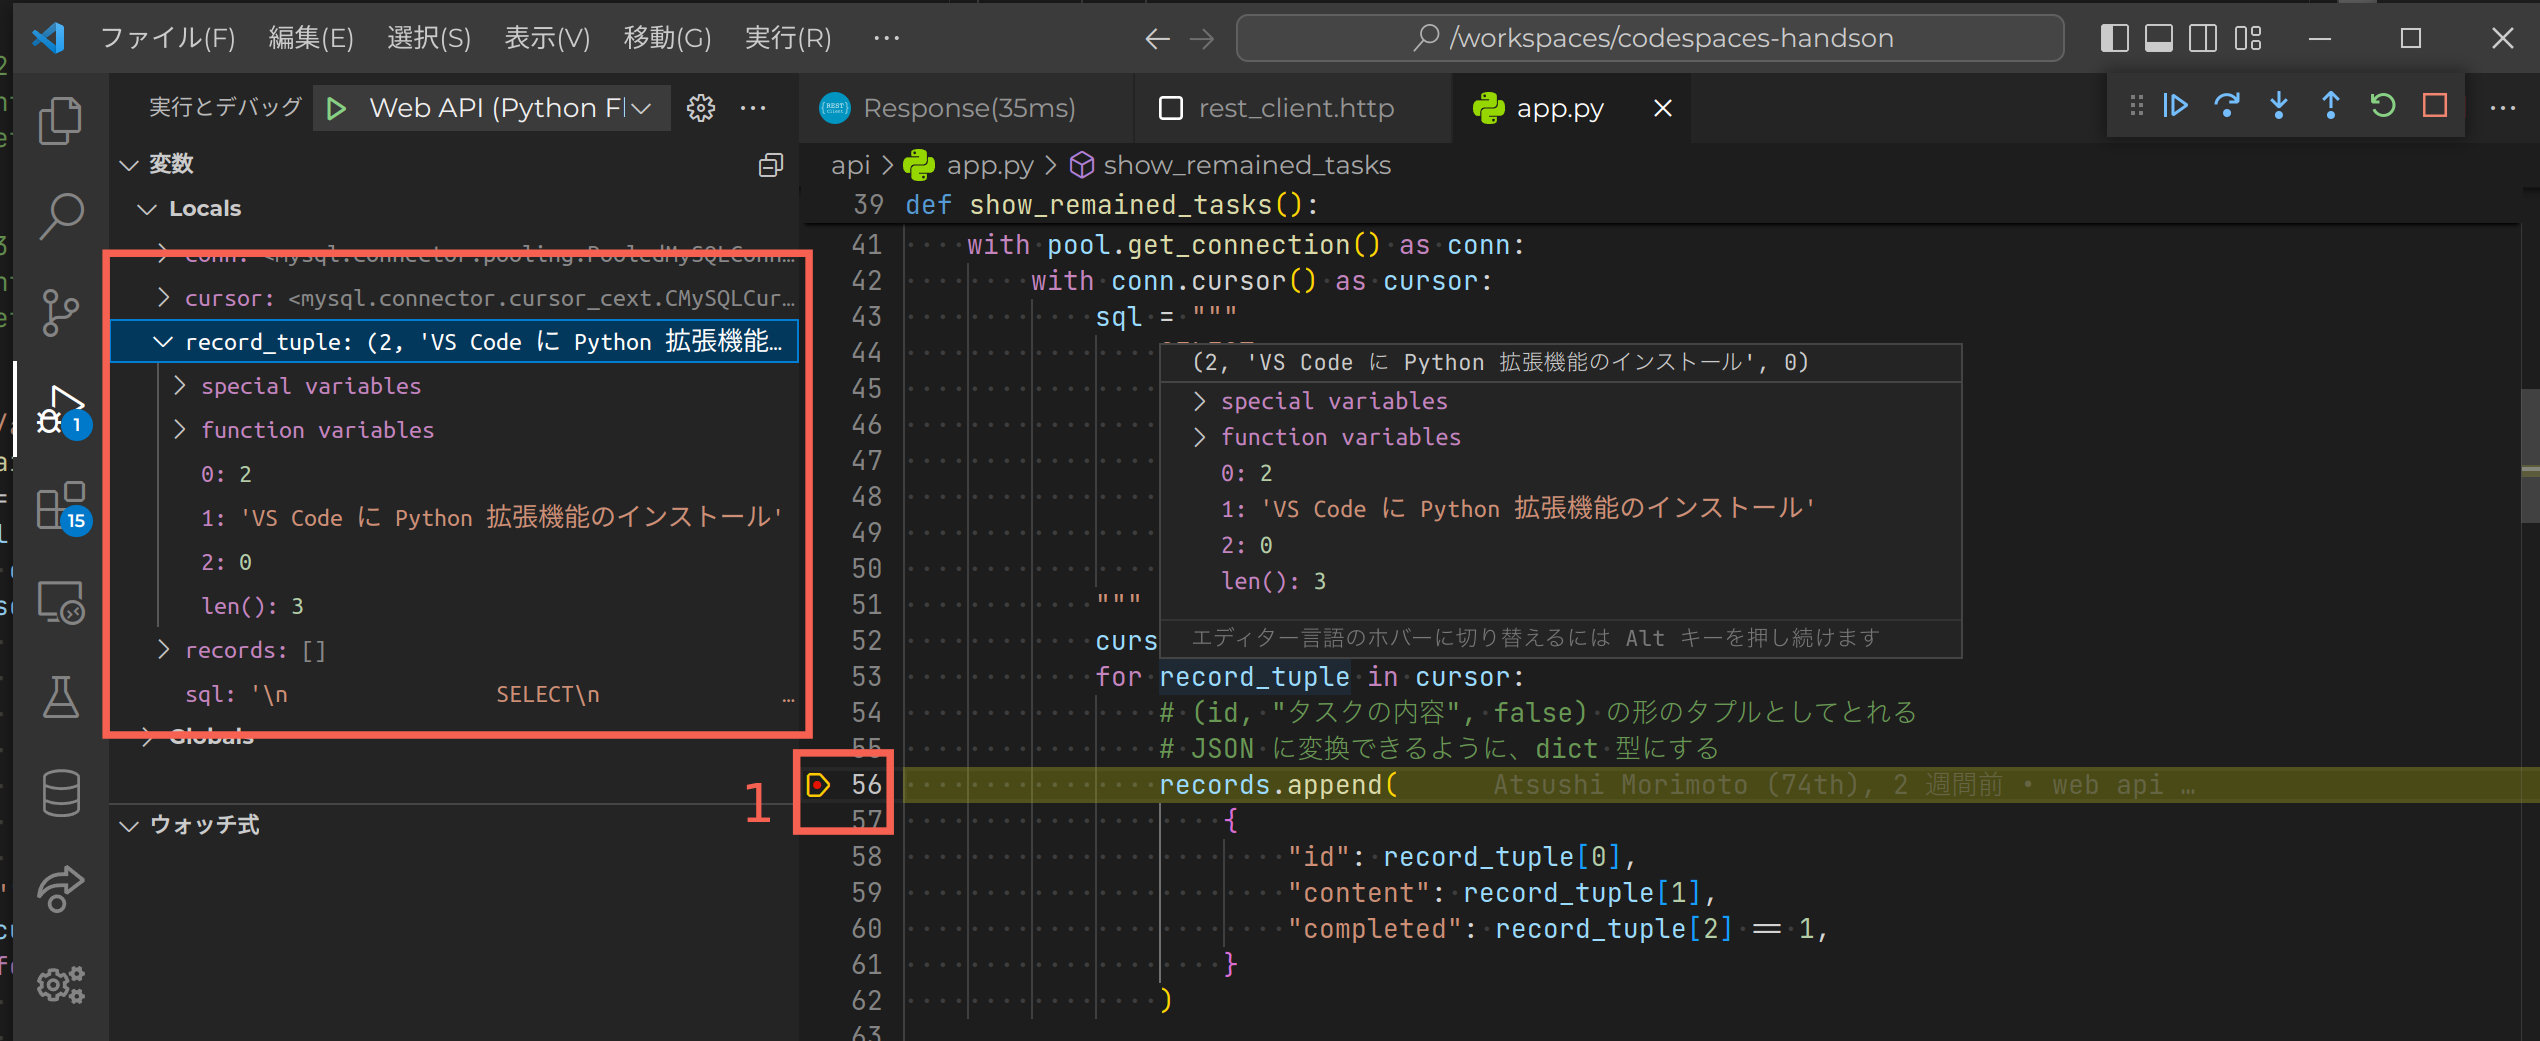 ファイル(F) 編集(E) 選択(S) 表示(V) 移動(G) 実行(R) ··· /workspaces/codespaces-handson
実行とデバッグ Web API (Python Fl ···
Response(35ms) rest_client.http app.py ···
変数
Locals
conn: <mysql.connector.pooling.PooledMySQLConn…
cursor: <mysql.connector.cursor_cext.CMySQLCur…
record_tuple: (2, 'VS Code に Python 拡張機能…
special variables
function variables
0: 2
1: 'VS Code に Python 拡張機能のインストール'
2: 0
len(): 3
records: []
sql: '\n SELECT\n …
Globals
ウォッチ式
1
15
1
api > app.py > show_remained_tasks
39 def show_remained_tasks():
41 with pool.get_connection() as conn:
42 with conn.cursor() as cursor:
43 sql = """
44 SELECT
45
46
47
48
49
50
51 """
52 curs
53 for record_tuple in cursor:
54 # (id, "タスクの内容", false) の形のタプルとしてとれる
55 # JSON に変換できるように、dict 型にする
56 records.append( Atsushi Morimoto (74th), 2 週間前 • web api …
57 {
58 "id": record_tuple[0],
59 "content": record_tuple[1],
60 "completed": record_tuple[2] == 1,
61 }
62 )
63
(2, 'VS Code に Python 拡張機能のインストール', 0)
special variables
function variables
0: 2
1: 'VS Code に Python 拡張機能のインストール'
2: 0
len(): 3
エディター言語のホバーに切り替えるには Alt キーを押し続けます